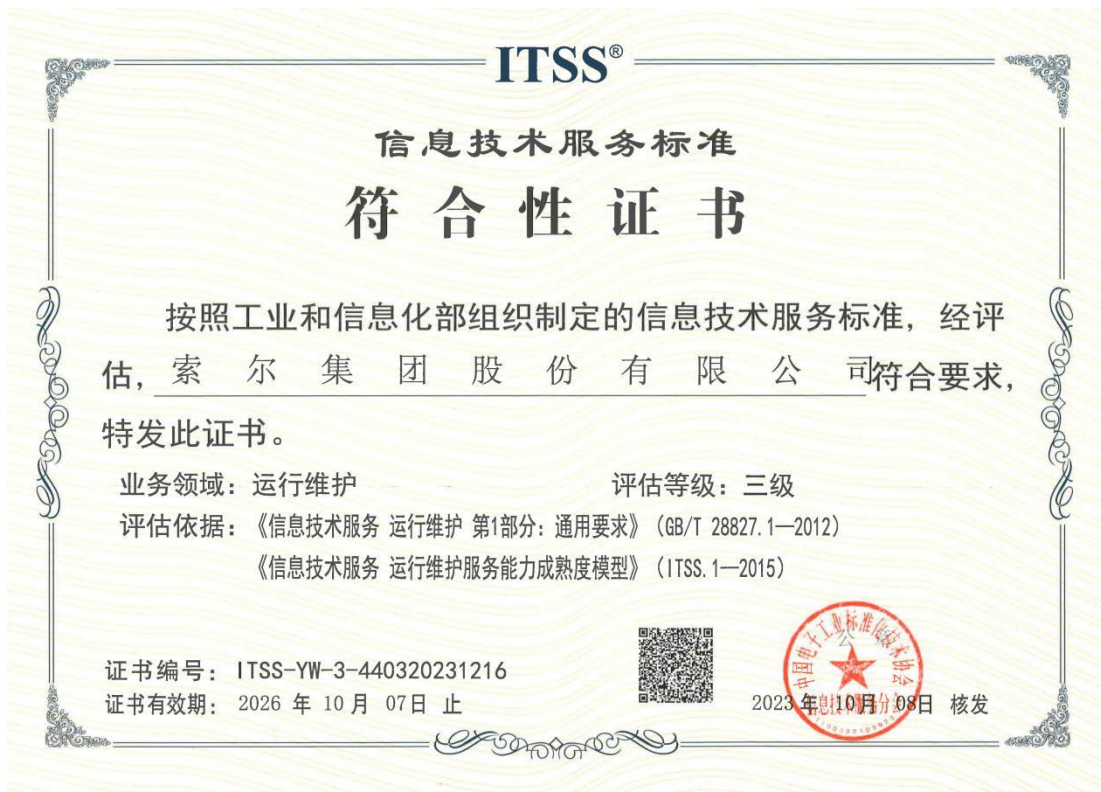 ITSS®
信息技术服务标准
符合性证书
按照工业和信息化部组织制定的信息技术服务标准，经评
估，索尔集团股份有限公司符合要求，
特发此证书。
业务领域：运行维护 评估等级：三级
评估依据：《信息技术服务 运行维护 第1部分：通用要求》（GB/T 28827.1—2012）
《信息技术服务 运行维护服务能力成熟度模型》（ITSS.1—2015）
证书编号：ITSS-YW-3-440320231216
证书有效期：2026 年 10 月 07日 止
2023 年 10月 08日 核发
中国电子工业标准化技术协会
信息技术服务分会